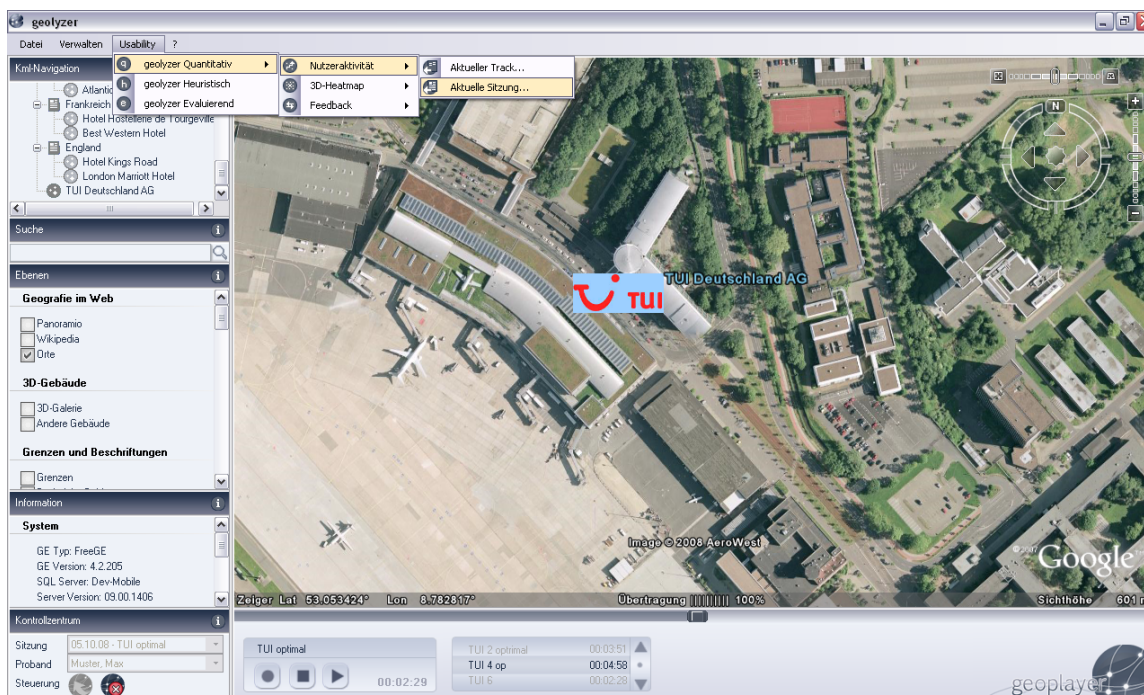 geolyzer
Datei Verwalten Usability ?
geolyzer Quantitativ
geolyzer Heuristisch
geolyzer Evaluierend
Nutzeraktivität
3D-Heatmap
Feedback
Aktueller Track...
Aktuelle Sitzung...
Kml-Navigation
Frankreich
Hotel Hostellerie de Tourgeville
Best Western Hotel
England
Hotel Kings Road
London Marriott Hotel
TUI Deutschland AG
Suche
Ebenen
Geografie im Web
Panoramio
Wikipedia
Orte
3D-Gebäude
3D-Galerie
Andere Gebäude
Grenzen und Beschriftungen
Grenzen
Information
System
GE Typ: FreeGE
GE Version: 4.2.205
SQL Server: Dev-Mobile
Server Version: 09.00.1406
Kontrollzentrum
Sitzung 05.10.08 - TUI optimal
Proband Muster, Max
Steuerung
N
TUI
TUI Deutschland AG
Image © 2008 AeroWest
© 2007 Google
Zeiger Lat 53.053424° Lon 8.782817° Übertragung 100% Sichthöhe 601 m
TUI optimal
00:02:29
TUI 2 optrimal 00:03:51
TUI 4 op 00:04:58
TUI 6 00:02:28
geoplayer